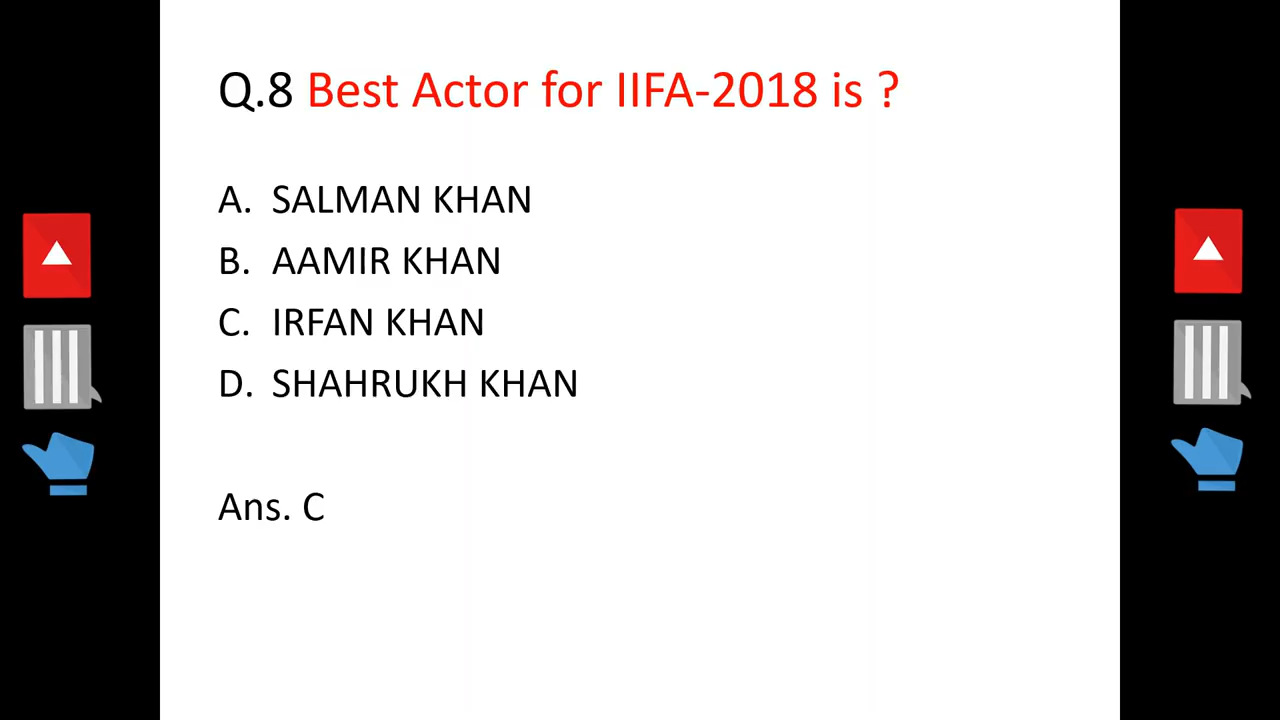 Q.8 Best Actor for IIFA-2018 is ?
A. SALMAN KHAN
B. AAMIR KHAN
C. IRFAN KHAN
D. SHAHRUKH KHAN
Ans. C